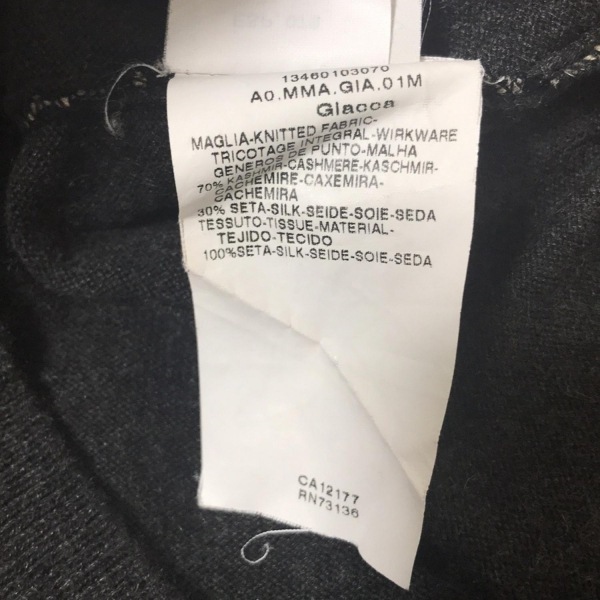 13460103070
A0.MMA.GIA.01M
Giacca
MAGLIA-KNITTED FABRIC-
TRICOTAGE INTEGRAL-WIRKWARE
GENEROS DE PUNTO-MALHA
70% KASHMIR-CASHMERE-KASCHMIR-
CACHEMIRE-CAXEMIRA-
CACHEMIRA
30% SETA-SILK-SEIDE-SOIE-SEDA
TESSUTO-TISSUE-MATERIAL-
TEJIDO-TECIDO
100%SETA-SILK-SEIDE-SOIE-SEDA
CA12177
RN73136